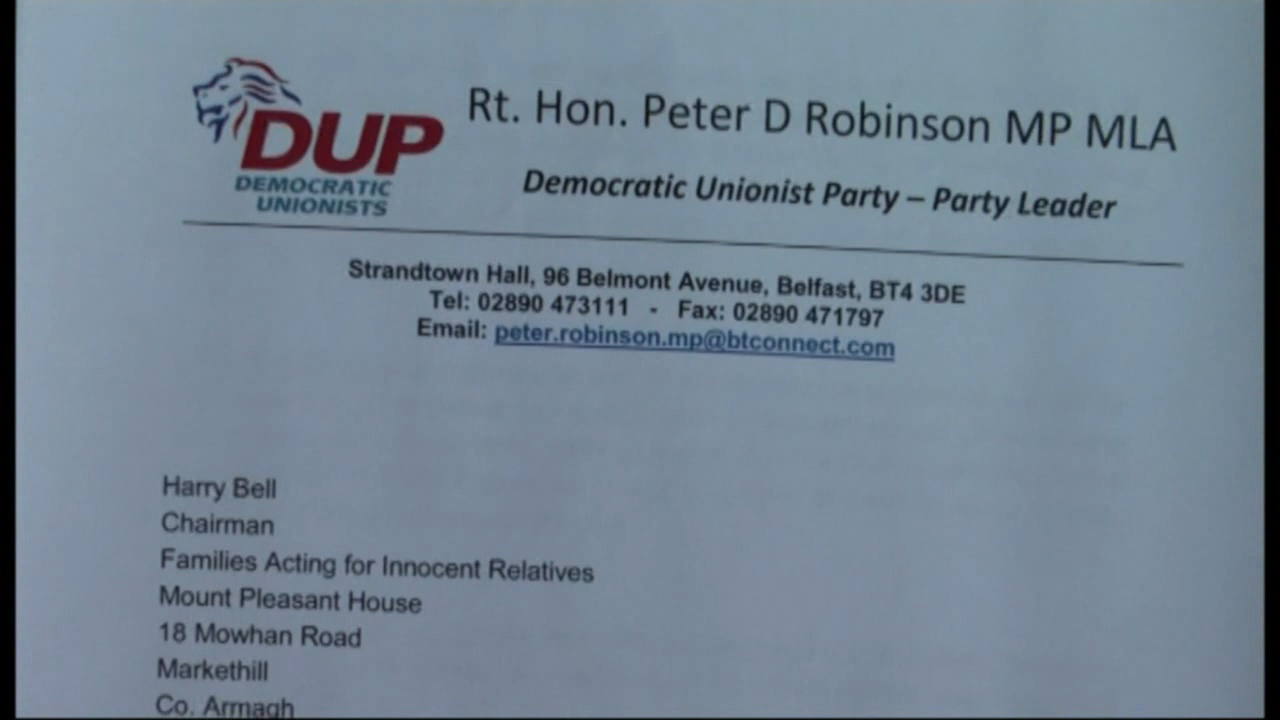 DUP
DEMOCRATIC
UNIONISTS
Rt. Hon. Peter D Robinson MP MLA
Democratic Unionist Party – Party Leader
Strandtown Hall, 96 Belmont Avenue, Belfast, BT4 3DE
Tel: 02890 473111 - Fax: 02890 471797
Email: peter.robinson.mp@btconnect.com
Harry Bell
Chairman
Families Acting for Innocent Relatives
Mount Pleasant House
18 Mowhan Road
Markethill
Co. Armagh